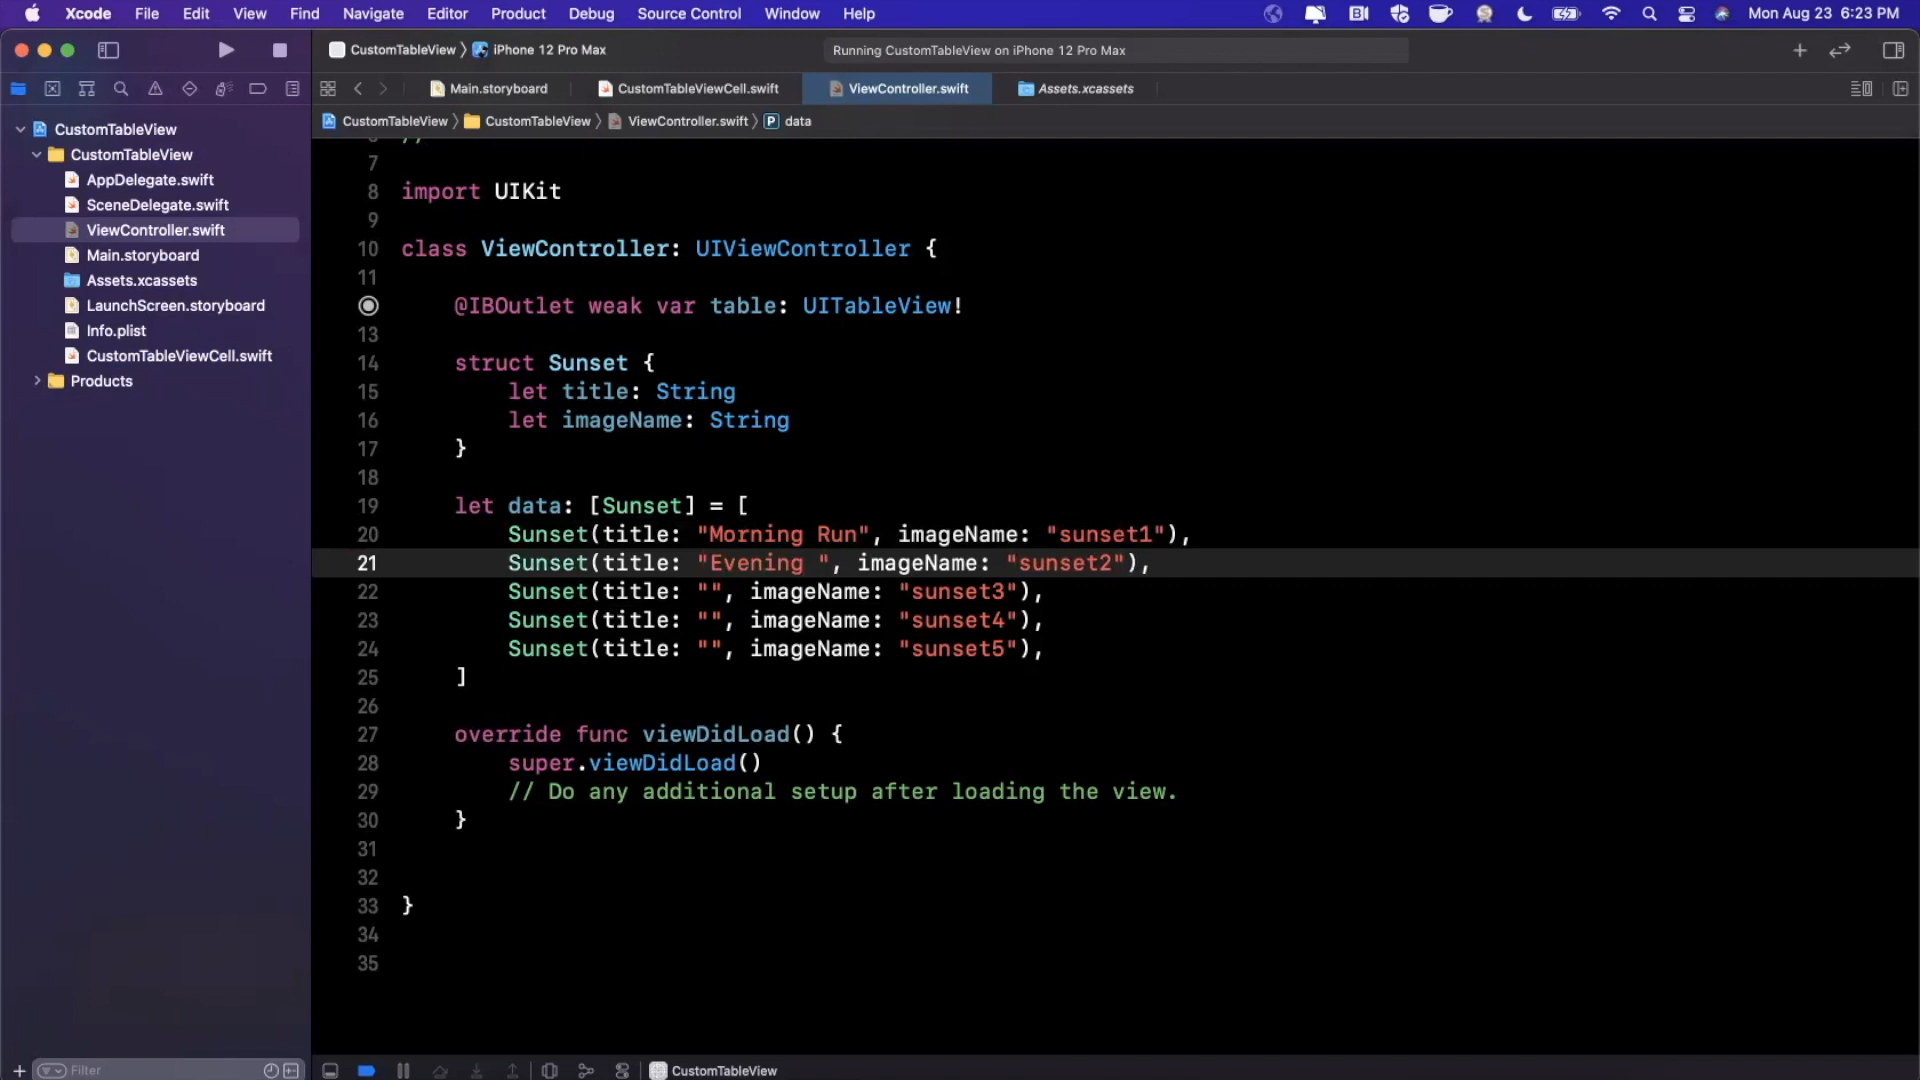 Xcode File Edit View Find Navigate Editor Product Debug Source Control Window Help Mon Aug 23 6:23 PM
CustomTableView iPhone 12 Pro Max Running CustomTableView on iPhone 12 Pro Max
Main.storyboard CustomTableViewCell.swift ViewController.swift Assets.xcassets
CustomTableView CustomTableView ViewController.swift P data
CustomTableView
CustomTableView
AppDelegate.swift
SceneDelegate.swift
ViewController.swift
Main.storyboard
Assets.xcassets
LaunchScreen.storyboard
Info.plist
CustomTableViewCell.swift
Products
7
8 import UIKit
9
10 class ViewController: UIViewController {
11
@IBOutlet weak var table: UITableView!
13
14 struct Sunset {
15 let title: String
16 let imageName: String
17 }
18
19 let data: [Sunset] = [
20 Sunset(title: "Morning Run", imageName: "sunset1"),
21 Sunset(title: "Evening ", imageName: "sunset2"),
22 Sunset(title: "", imageName: "sunset3"),
23 Sunset(title: "", imageName: "sunset4"),
24 Sunset(title: "", imageName: "sunset5"),
25 ]
26
27 override func viewDidLoad() {
28 super.viewDidLoad()
29 // Do any additional setup after loading the view.
30 }
31
32
33 }
34
35
Filter CustomTableView